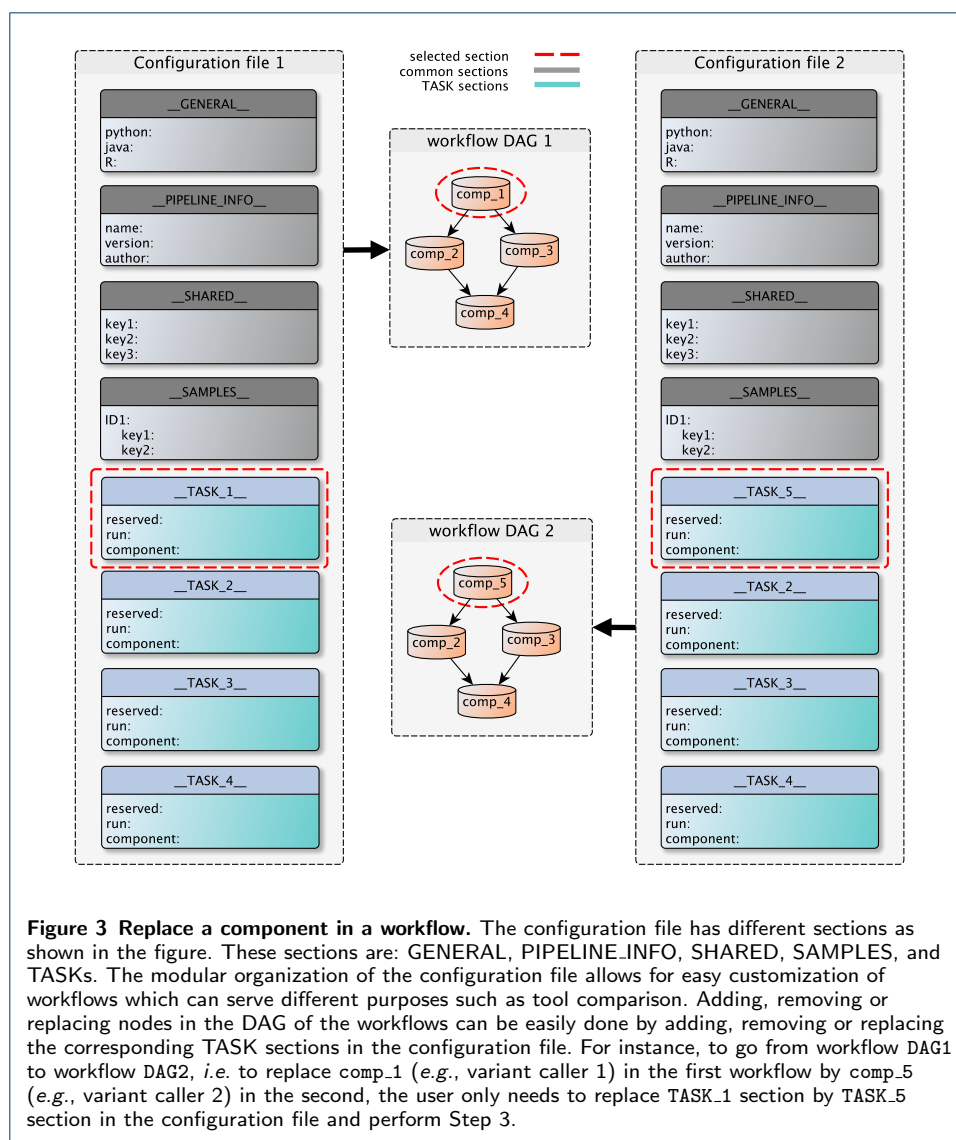 Configuration file 1
__GENERAL__
python:
java:
R:
__PIPELINE_INFO__
name:
version:
author:
__SHARED__
key1:
key2:
key3:
__SAMPLES__
ID1:
key1:
key2:
__TASK_1__
reserved:
run:
component:
__TASK_2__
reserved:
run:
component:
__TASK_3__
reserved:
run:
component:
__TASK_4__
reserved:
run:
component:
selected section
common sections
TASK sections
workflow DAG 1
comp_1
comp_2
comp_3
comp_4
workflow DAG 2
comp_5
comp_2
comp_3
comp_4
Configuration file 2
__GENERAL__
python:
java:
R:
__PIPELINE_INFO__
name:
version:
author:
__SHARED__
key1:
key2:
key3:
__SAMPLES__
ID1:
key1:
key2:
__TASK_5__
reserved:
run:
component:
__TASK_2__
reserved:
run:
component:
__TASK_3__
reserved:
run:
component:
__TASK_4__
reserved:
run:
component:
Figure 3 Replace a component in a workflow. The configuration file has different sections as
shown in the figure. These sections are: GENERAL, PIPELINE_INFO, SHARED, SAMPLES, and
TASKs. The modular organization of the configuration file allows for easy customization of
workflows which can serve different purposes such as tool comparison. Adding, removing or
replacing nodes in the DAG of the workflows can be easily done by adding, removing or replacing
the corresponding TASK sections in the configuration file. For instance, to go from workflow DAG1
to workflow DAG2, i.e. to replace comp_1 (e.g., variant caller 1) in the first workflow by comp_5
(e.g., variant caller 2) in the second, the user only needs to replace TASK_1 section by TASK_5
section in the configuration file and perform Step 3.